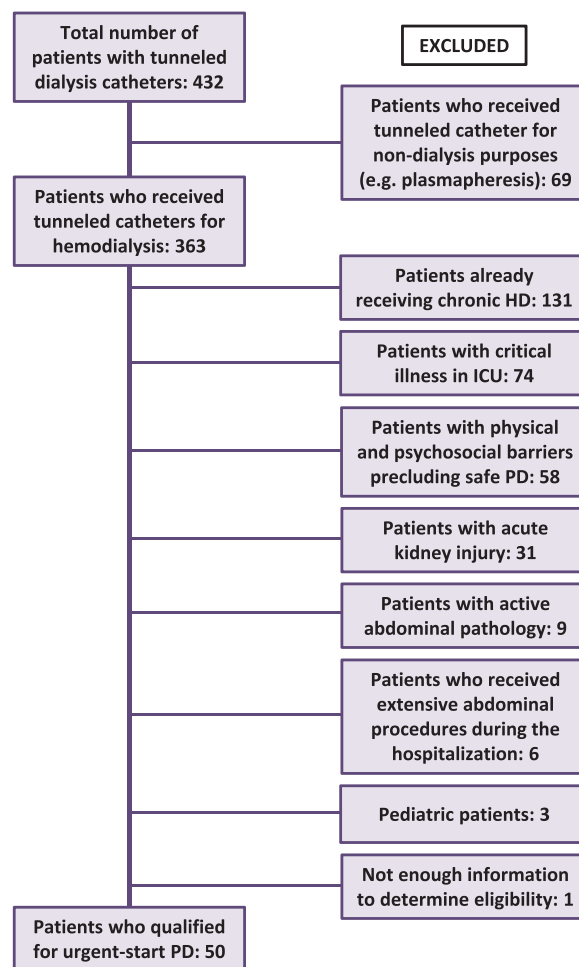 Total number of
patients with tunneled
dialysis catheters: 432
EXCLUDED
Patients who received
tunneled catheter for
non-dialysis purposes
(e.g. plasmapheresis): 69
Patients who received
tunneled catheters for
hemodialysis: 363
Patients already
receiving chronic HD: 131
Patients with critical
illness in ICU: 74
Patients with physical
and psychosocial barriers
precluding safe PD: 58
Patients with acute
kidney injury: 31
Patients with active
abdominal pathology: 9
Patients who received
extensive abdominal
procedures during the
hospitalization: 6
Pediatric patients: 3
Not enough information
to determine eligibility: 1
Patients who qualified
for urgent-start PD: 50